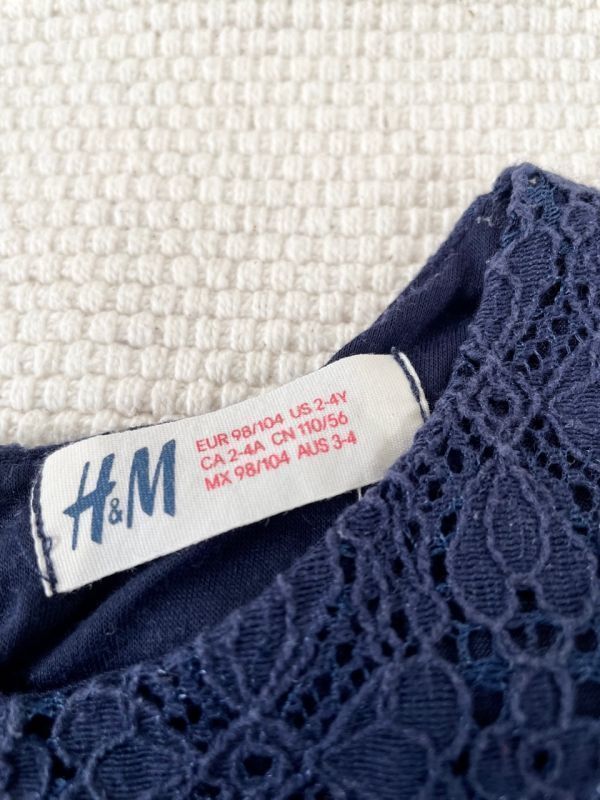 H&M
EUR 98/104 US 2-4Y
CA 2-4A CN 110/56
MX 98/104 AUS 3-4